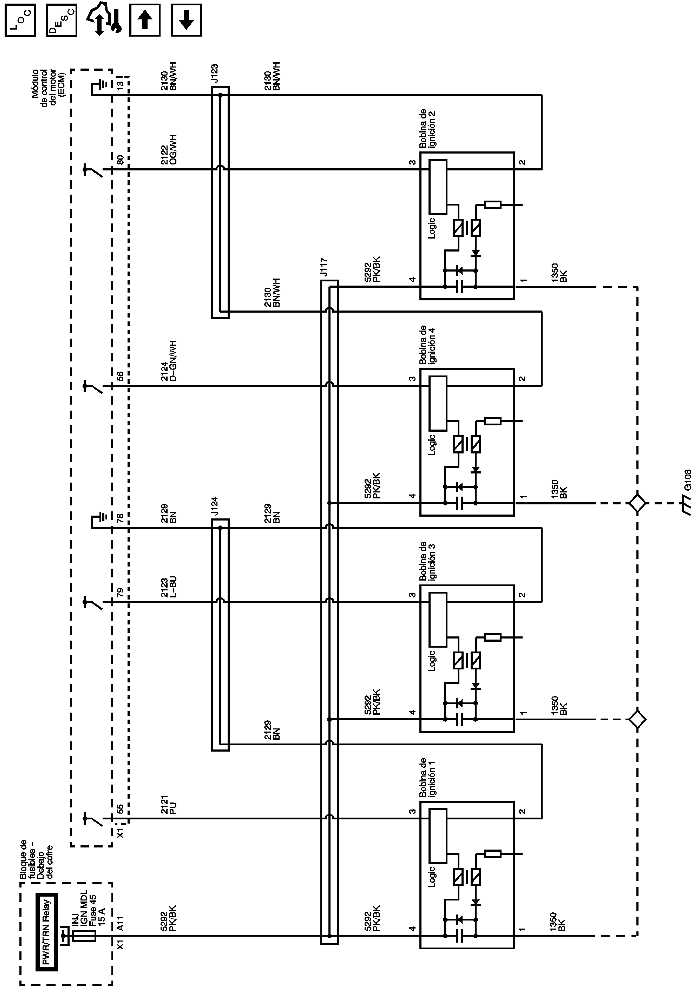 LOC
DESC
Bloque de
fusibles –
Debajo
del cofre
PWR/TRN Relay
INJ
IGN MDL
Fuse 45
15 A
X1 A11
Módulo
de control
del motor
(ECM)
X1 55
79
78
56
80
13
5292
PK/BK
2121
PU
2123
L-BU
2129
BN
2124
D-GN/WH
2122
OG/WH
2130
BN/WH
J124
J123
2129
BN
2129
BN
2130
BN/WH
2130
BN/WH
J117
5292
PK/BK
5292
PK/BK
5292
PK/BK
5292
PK/BK
Bobina de
ignición 1
4
3
Logic
1
2
Bobina de
ignición 3
4
3
Logic
1
2
Bobina de
ignición 4
4
3
Logic
1
2
Bobina de
ignición 2
4
3
Logic
1
2
1350
BK
1350
BK
1350
BK
1350
BK
G108